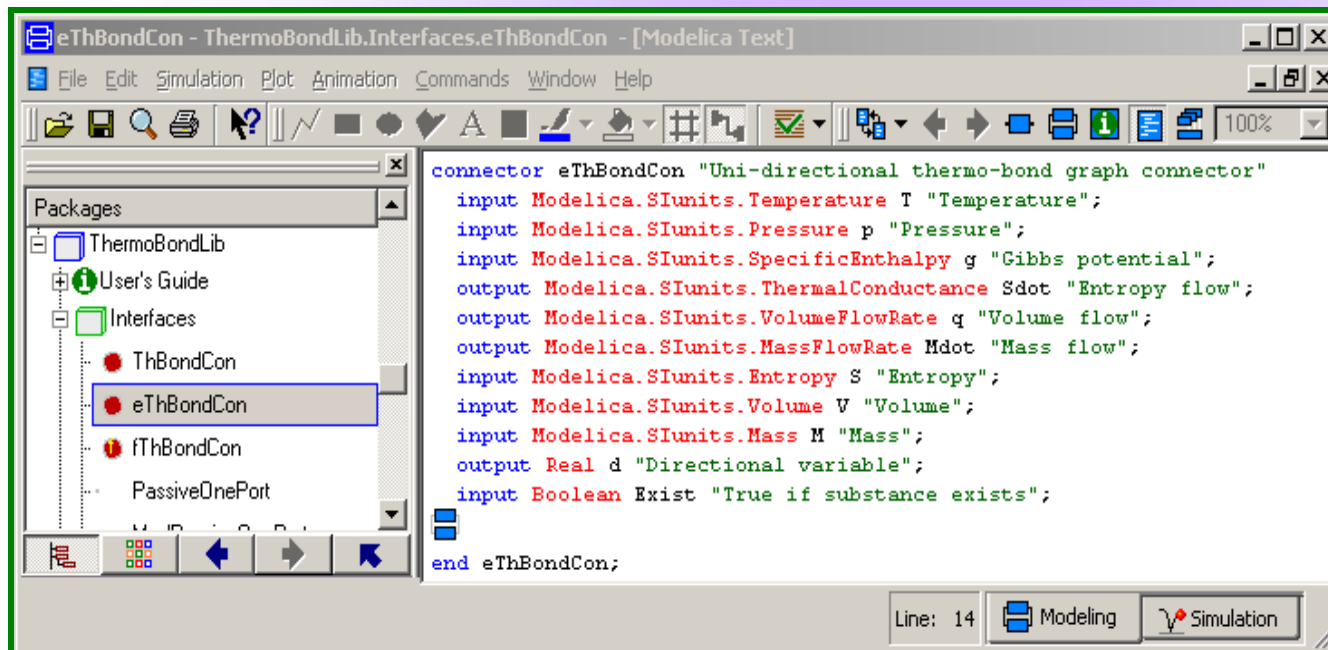 eThBondCon - ThermoBondLib.Interfaces.eThBondCon - [Modelica Text]
File Edit Simulation Plot Animation Commands Window Help
100%
Packages
ThermoBondLib
User's Guide
Interfaces
ThBondCon
eThBondCon
fThBondCon
PassiveOnePort
connector eThBondCon "Uni-directional thermo-bond graph connector"
input Modelica.SIunits.Temperature T "Temperature";
input Modelica.SIunits.Pressure p "Pressure";
input Modelica.SIunits.SpecificEnthalpy g "Gibbs potential";
output Modelica.SIunits.ThermalConductance Sdot "Entropy flow";
output Modelica.SIunits.VolumeFlowRate q "Volume flow";
output Modelica.SIunits.MassFlowRate Mdot "Mass flow";
input Modelica.SIunits.Entropy S "Entropy";
input Modelica.SIunits.Volume V "Volume";
input Modelica.SIunits.Mass M "Mass";
output Real d "Directional variable";
input Boolean Exist "True if substance exists";
end eThBondCon;
Line: 14 Modeling Simulation